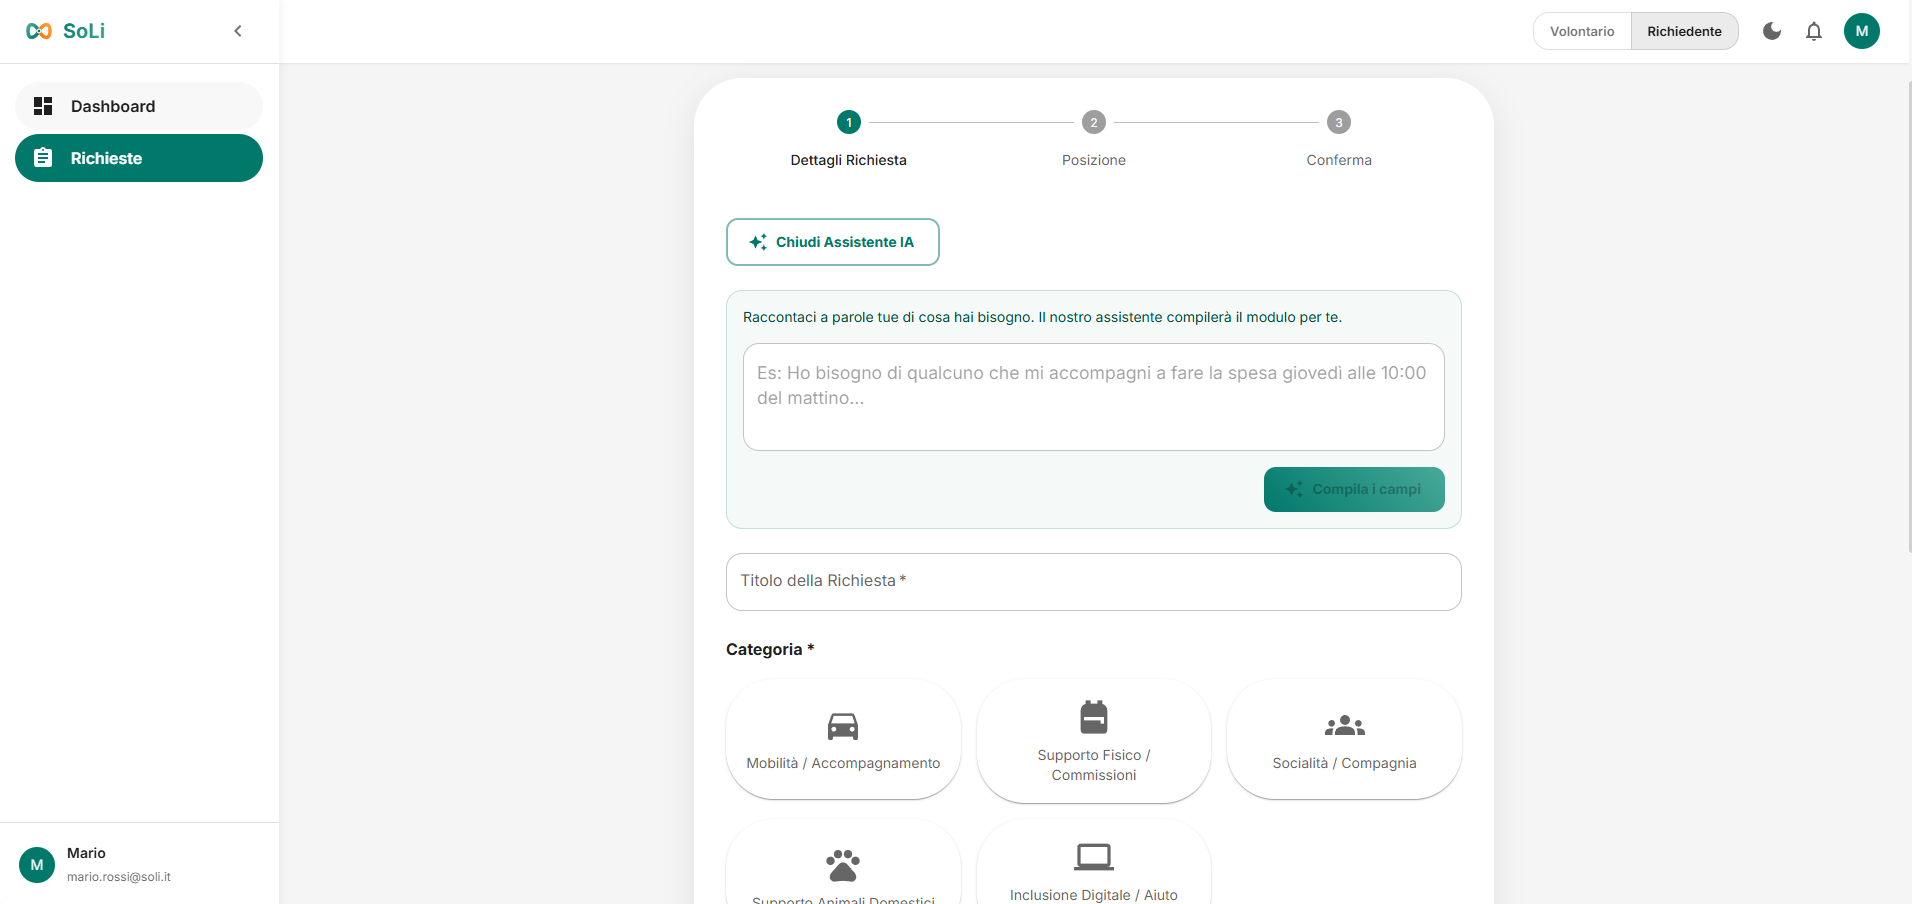 SoLi
Volontario
Richiedente
M
Dashboard
Richieste
1
2
3
Dettagli Richiesta
Posizione
Conferma
Chiudi Assistente IA
Raccontaci a parole tue di cosa hai bisogno. Il nostro assistente compilerà il modulo per te.
Es: Ho bisogno di qualcuno che mi accompagni a fare la spesa giovedì alle 10:00
del mattino...
Compila i campi
Titolo della Richiesta *
Categoria *
Mobilità / Accompagnamento
Supporto Fisico /
Commissioni
Socialità / Compagnia
Supporto Animali Domestici
Inclusione Digitale / Aiuto
M
Mario
mario.rossi@soli.it